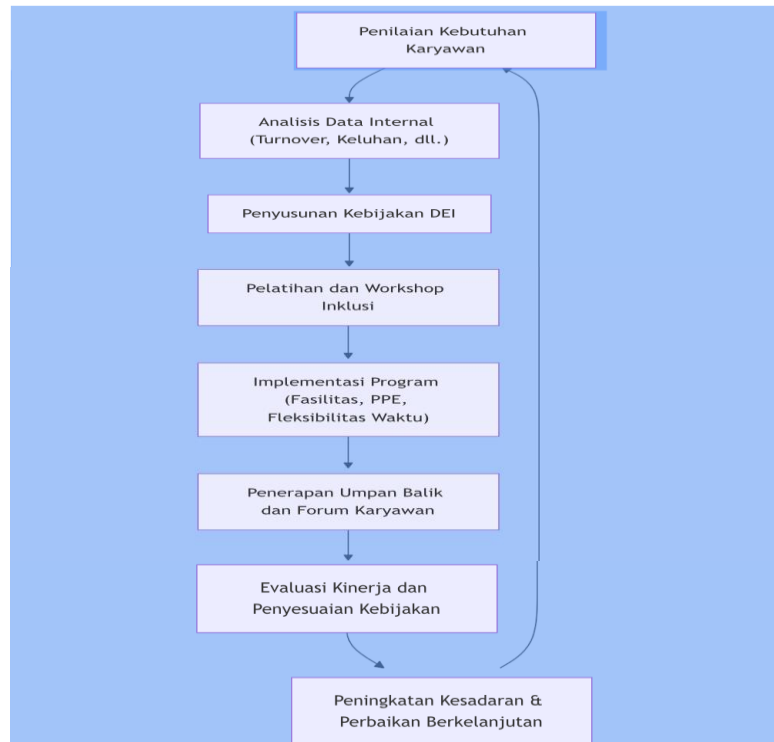 Penilaian Kebutuhan
Karyawan
Analisis Data Internal
(Turnover, Keluhan, dll.)
Penyusunan Kebijakan DEI
Pelatihan dan Workshop
Inklusi
Implementasi Program
(Fasilitas, PPE,
Fleksibilitas Waktu)
Penerapan Umpan Balik
dan Forum Karyawan
Evaluasi Kinerja dan
Penyesuaian Kebijakan
Peningkatan Kesadaran &
Perbaikan Berkelanjutan